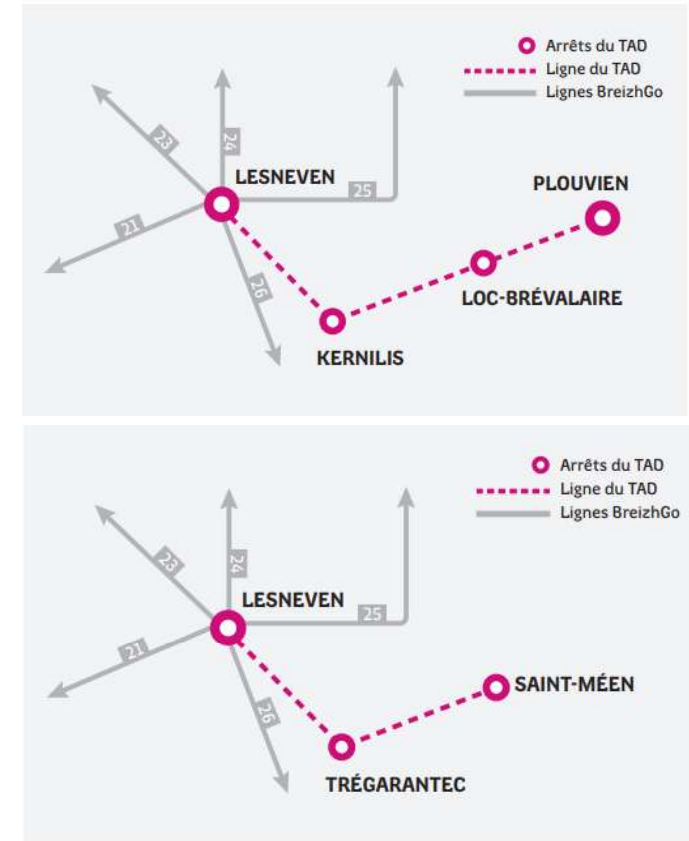 Arrêts du TAD
Ligne du TAD
Lignes BreizhGo
23
24
LESNEVEN
25
PLOUVIEN
21
26
LOC-BRÉVALAIRE
KERNILIS
Arrêts du TAD
Ligne du TAD
Lignes BreizhGo
23
24
LESNEVEN
25
21
SAINT-MÉEN
26
TRÉGARANTEC